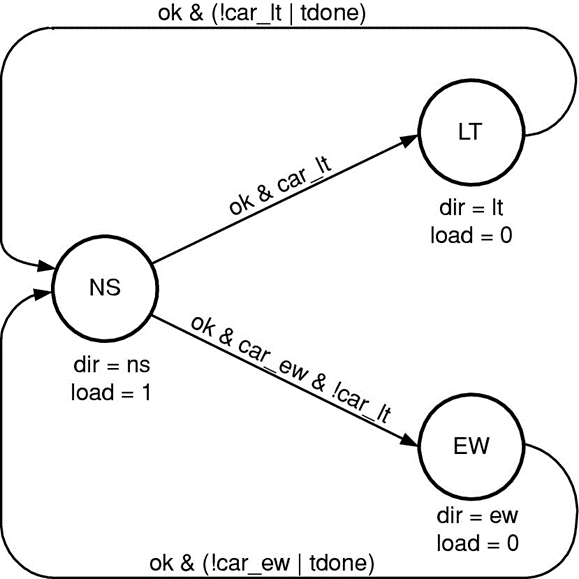 ok & (!car_lt | tdone)
LT
ok & car_lt
dir = lt
load = 0
NS
dir = ns
load = 1
ok & car_ew & !car_lt
EW
dir = ew
load = 0
ok & (!car_ew | tdone)